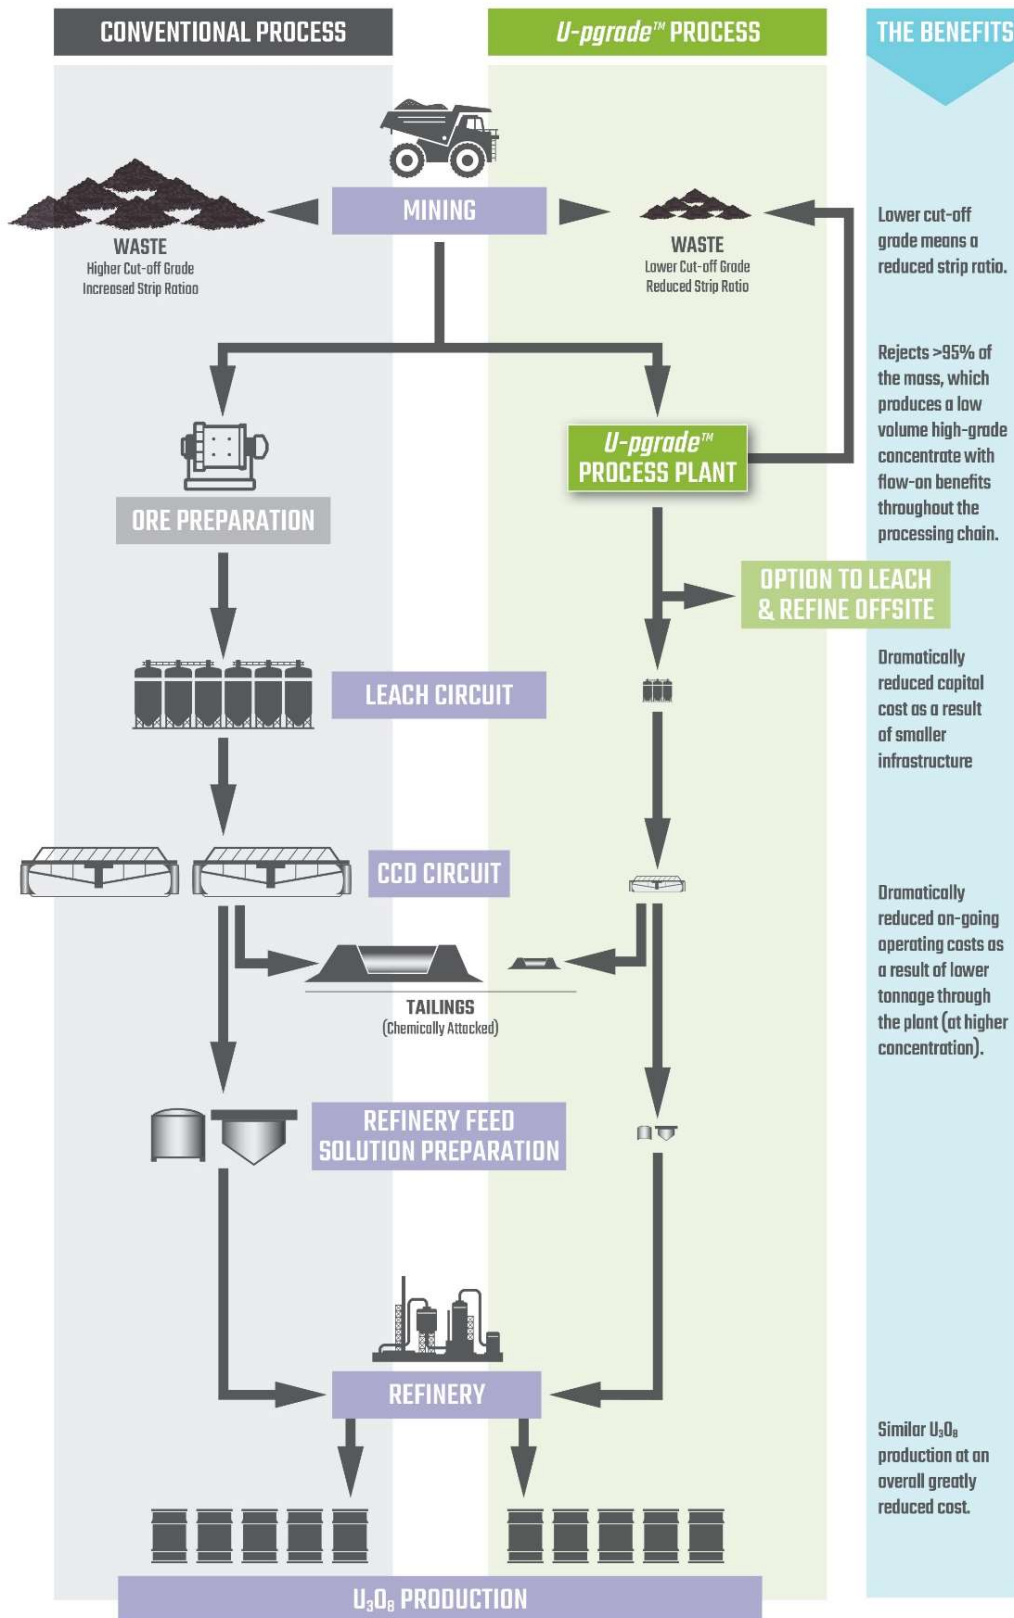 CONVENTIONAL PROCESS
U-pgrade™ PROCESS
THE BENEFITS
MINING
WASTE
Higher Cut-off Grade
Increased Strip Ratioo
WASTE
Lower Cut-off Grade
Reduced Strip Ratio
Lower cut-off
grade means a
reduced strip ratio.
Rejects >95% of
the mass, which
produces a low
volume high-grade
concentrate with
flow-on benefits
throughout the
processing chain.
U-pgrade™
PROCESS PLANT
ORE PREPARATION
OPTION TO LEACH
& REFINE OFFSITE
LEACH CIRCUIT
Dramatically
reduced capital
cost as a result
of smaller
infrastructure
CCD CIRCUIT
Dramatically
reduced on-going
operating costs as
a result of lower
tonnage through
the plant (at higher
concentration).
TAILINGS
(Chemically Attacked)
REFINERY FEED
SOLUTION PREPARATION
REFINERY
Similar U₃O₈
production at an
overall greatly
reduced cost.
U₃O₈ PRODUCTION